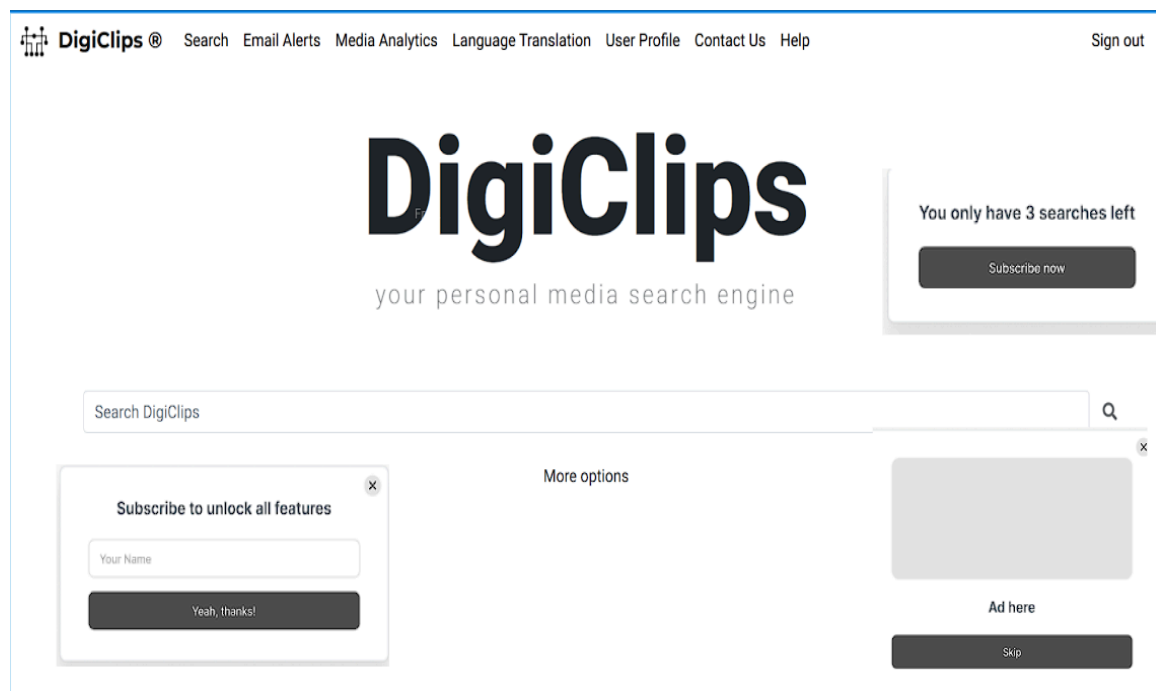 DigiClips ® Search Email Alerts Media Analytics Language Translation User Profile Contact Us Help Sign out
DigiClips
your personal media search engine
You only have 3 searches left
Subscribe now
Search DigiClips
More options
Subscribe to unlock all features
Your Name
Yeah, thanks!
Ad here
Skip